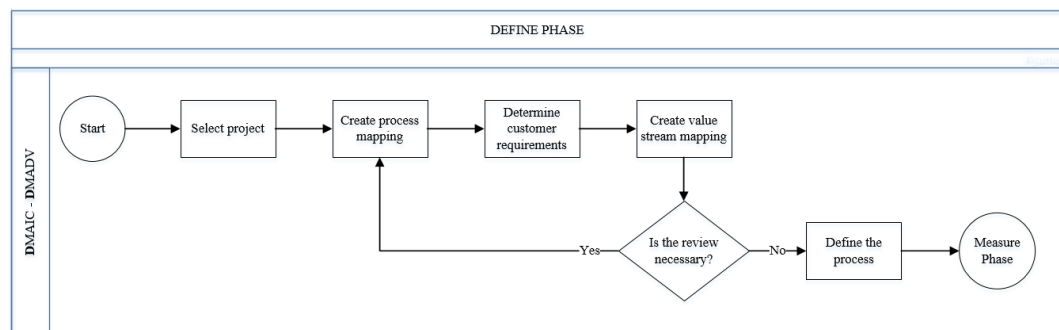 DEFINE PHASE
DMAIC - DMADV
Start
Select project
Create process
mapping
Determine
customer
requirements
Create value
stream mapping
Is the review
necessary?
Yes
No
Define the
process
Measure
Phase